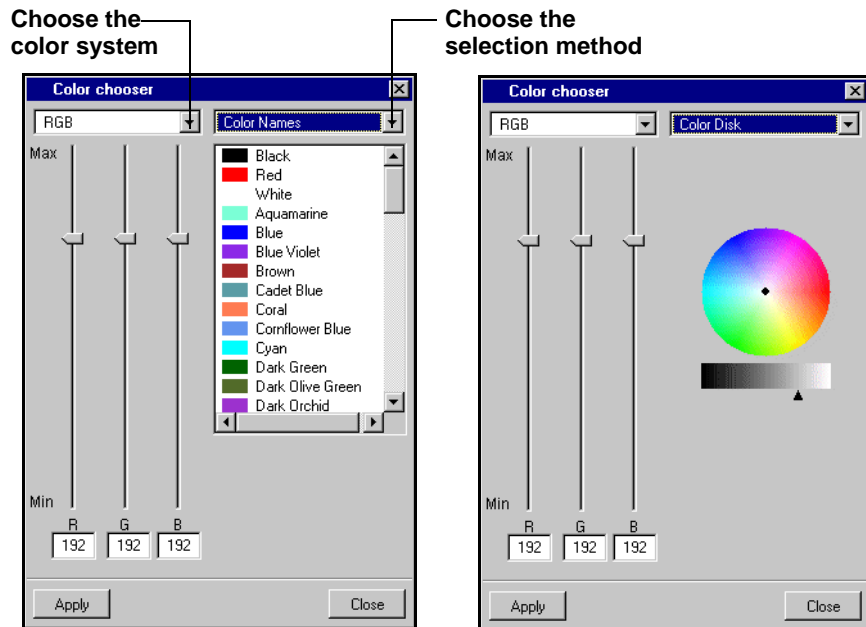 Choose the
color system
Choose the
selection method
Color chooser
RGB
Color Names
Max
Black
Red
White
Aquamarine
Blue
Blue Violet
Brown
Cadet Blue
Coral
Cornflower Blue
Cyan
Dark Green
Dark Olive Green
Dark Orchid
Min
R G B
192 192 192
Apply Close
Color chooser
RGB
Color Disk
Max
Min
R G B
192 192 192
Apply Close